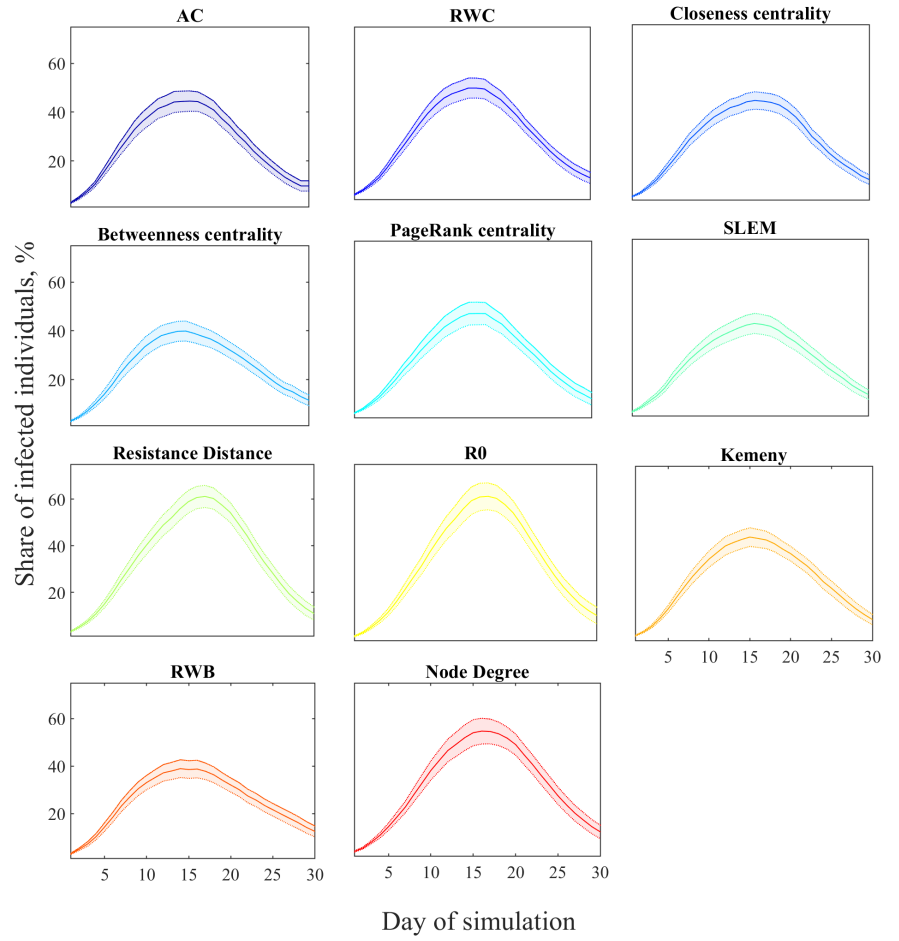 AC
RWC
Closeness centrality
60
40
20
Betweenness centrality
PageRank centrality
SLEM
60
40
20
Share of infected individuals, %
Resistance Distance
R0
Kemeny
60
40
20
5 10 15 20 25 30
RWB
Node Degree
60
40
20
5 10 15 20 25 30
5 10 15 20 25 30
Day of simulation